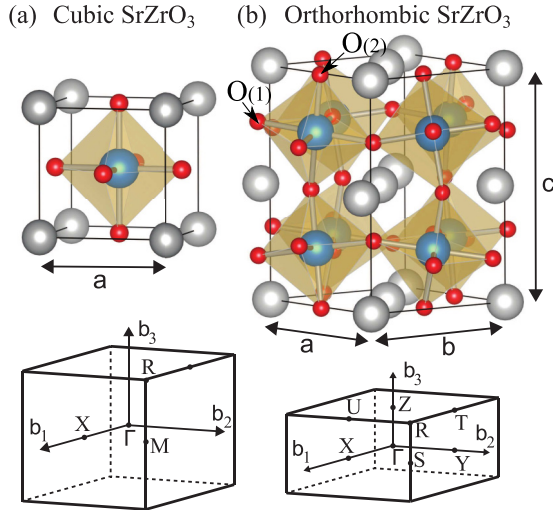 (a) Cubic SrZrO3
(b) Orthorhombic SrZrO3
O(2)
O(1)
c
a
a
b
b3
R
b1
X
Γ
b2
M
b3
U
Z
R
T
b1
X
Γ
b2
S
Y